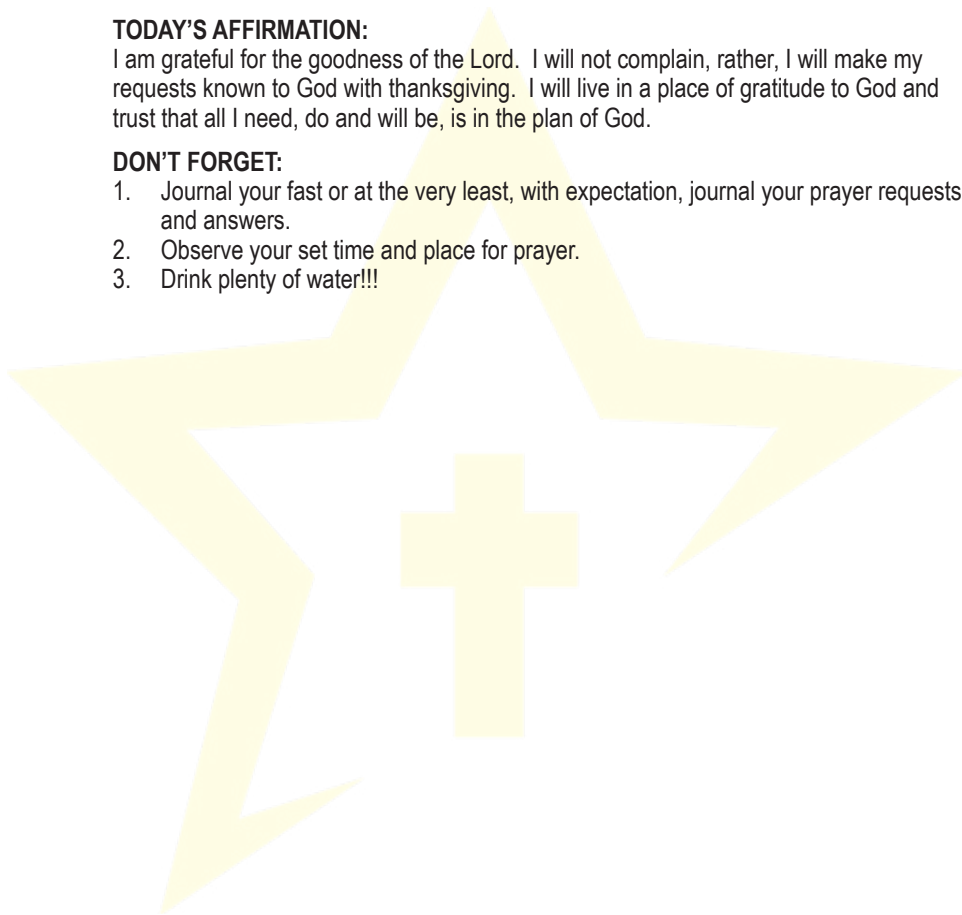 TODAY’S AFFIRMATION:
I am grateful for the goodness of the Lord.  I will not complain, rather, I will make my
requests known to God with thanksgiving.  I will live in a place of gratitude to God and
trust that all I need, do and will be, is in the plan of God.
DON’T FORGET:
1. Journal your fast or at the very least, with expectation, journal your prayer requests
and answers.
2. Observe your set time and place for prayer.
3. Drink plenty of water!!!